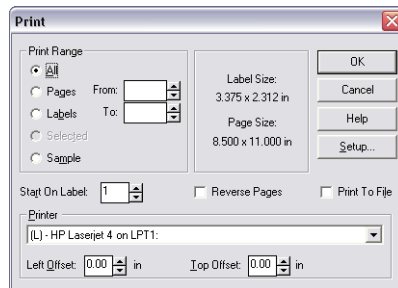 Print
Print Range
All
Pages From:
Labels To:
Selected
Sample
Label Size:
3.375 x 2.312 in
Page Size:
8.500 x 11.000 in
OK
Cancel
Help
Setup...
Start On Label: 1 Reverse Pages Print To File
Printer
(L) - HP Laserjet 4 on LPT1:
Left Offset: 0.00 in Top Offset: 0.00 in